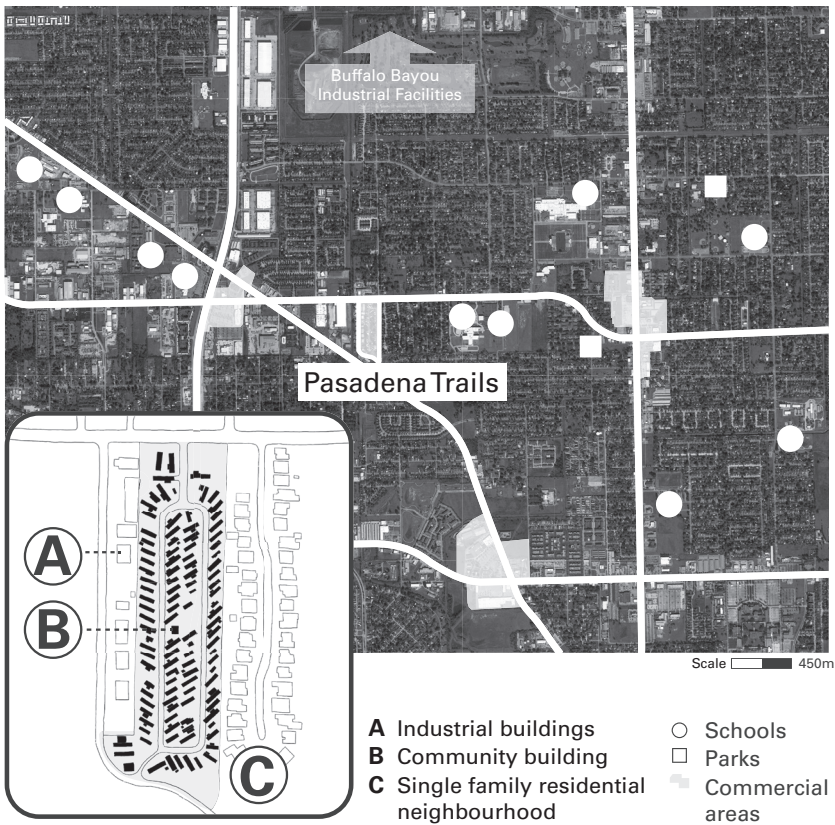 Buffalo Bayou
Industrial Facilities
Pasadena Trails
A
B
C
Scale 450m
A Industrial buildings
B Community building
C Single family residential
neighbourhood
Schools
Parks
Commercial
areas